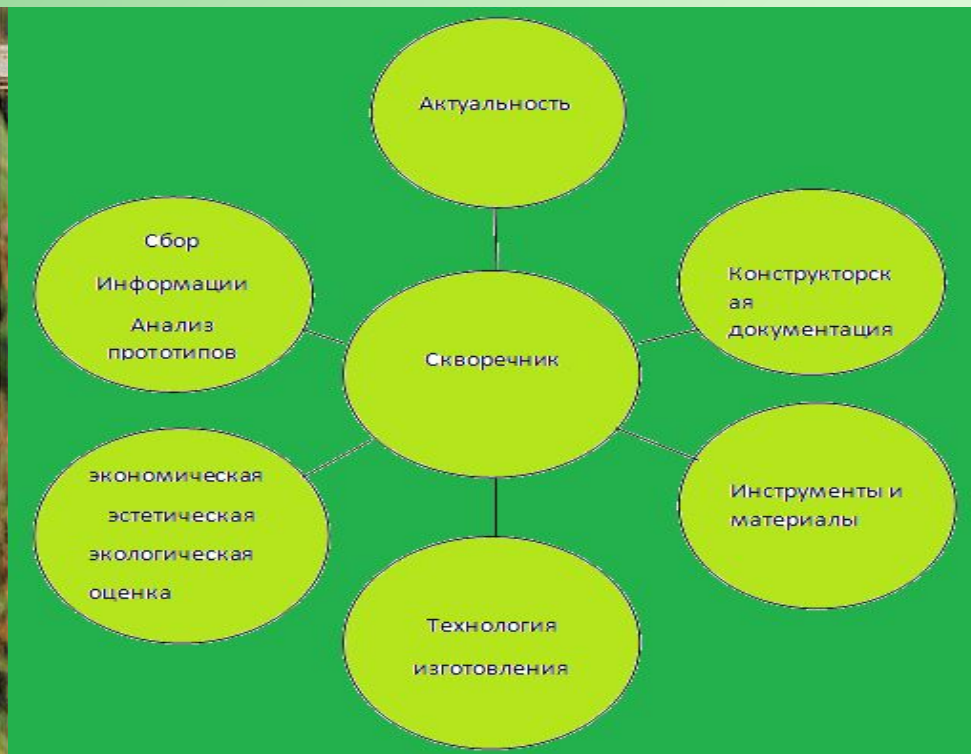 Актуальность
Сбор
Информации
Анализ
прототипов
Конструкторск
ая
документация
Скворечник
экономическая
эстетическая
экологическая
оценка
Инструменты и
материалы
Технология
изготовления